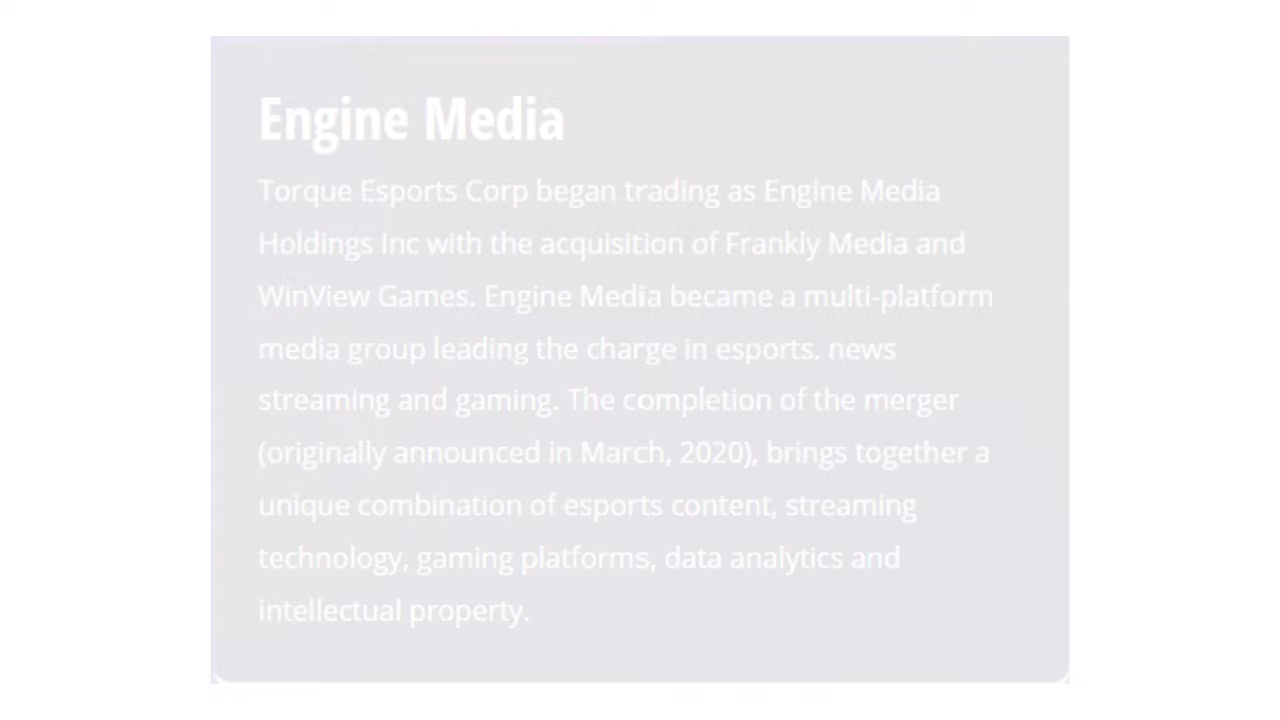 Engine Media
Torque Esports Corp began trading as Engine Media
Holdings Inc with the acquisition of Frankly Media and
WinView Games. Engine Media became a multi-platform
media group leading the charge in esports. news
streaming and gaming. The completion of the merger
(originally announced in March, 2020), brings together a
unique combination of esports content, streaming
technology, gaming platforms, data analytics and
intellectual property.